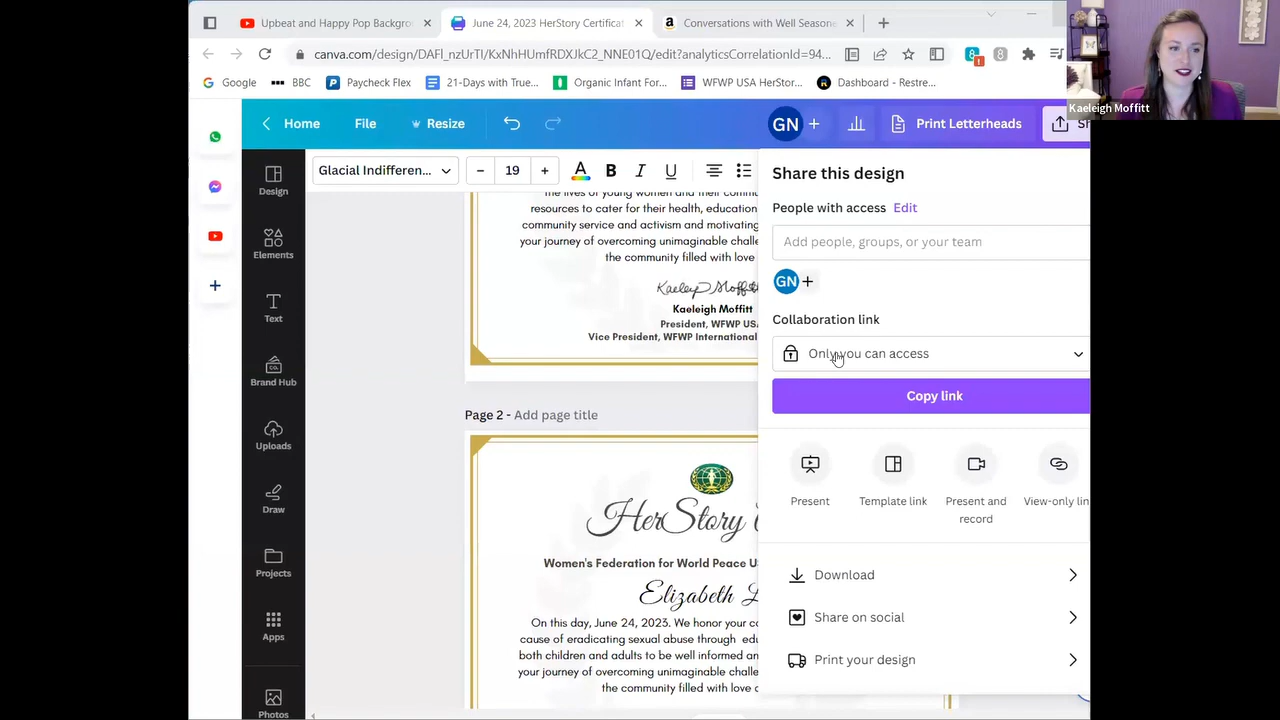 Upbeat and Happy Pop Backgro
June 24, 2023 HerStory Certificat
Conversations with Well Seasone
canva.com/design/DAFl_nzUrTI/KxNhHUmfRDXJkC2_NNE01Q/edit?analyticsCorrelationId=94...
Google
BBC
Paycheck Flex
21-Days with True...
Organic Infant For...
WFWP USA HerStor...
Dashboard - Restre...
Kaeleigh Moffitt
Home
File
Resize
GN
Print Letterheads
Sh
Glacial Indifferen...
19
A
B
I
U
Design
Elements
Text
Brand Hub
Uploads
Draw
Projects
Apps
Photos
The lives of young women and their
resources to cater for their health, education
community service and activism and motivating
your journey of overcoming unimaginable challe
the community filled with love
Kaeleigh Moffitt
President, WFWP USA
Vice President, WFWP International
Page 2 - Add page title
HerStory
Women's Federation for World Peace U
Elizabeth
On this day, June 24, 2023. We honor your co
cause of eradicating sexual abuse through edu
both children and adults to be well informed an
your journey of overcoming unimaginable challe
the community filled with love
Share this design
People with access Edit
Add people, groups, or your team
GN
Collaboration link
Only you can access
Copy link
Present
Template link
Present and
record
View-only lin
Download
Share on social
Print your design